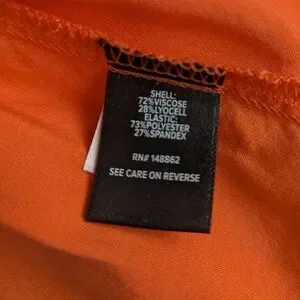 SHELL:
72%VISCOSE
28%LYOCELL
ELASTIC:
73%POLYESTER
27%SPANDEX
RN# 148862
SEE CARE ON REVERSE